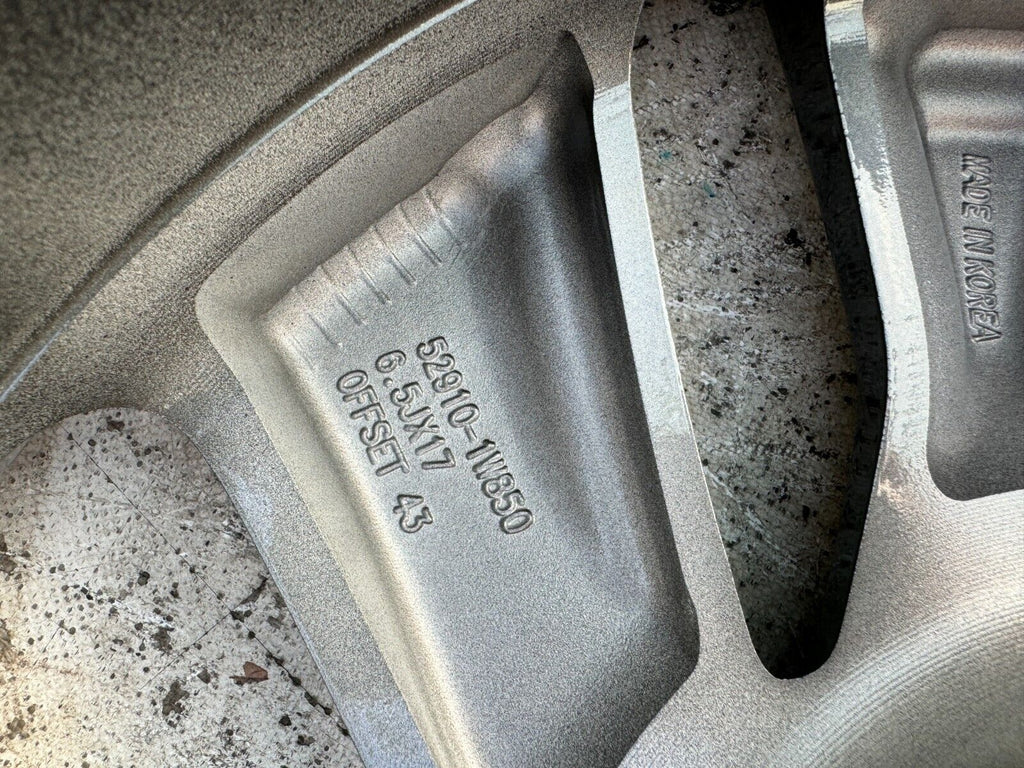 52910-1W850
6.5JX17
OFFSET 43
MADE IN KOREA